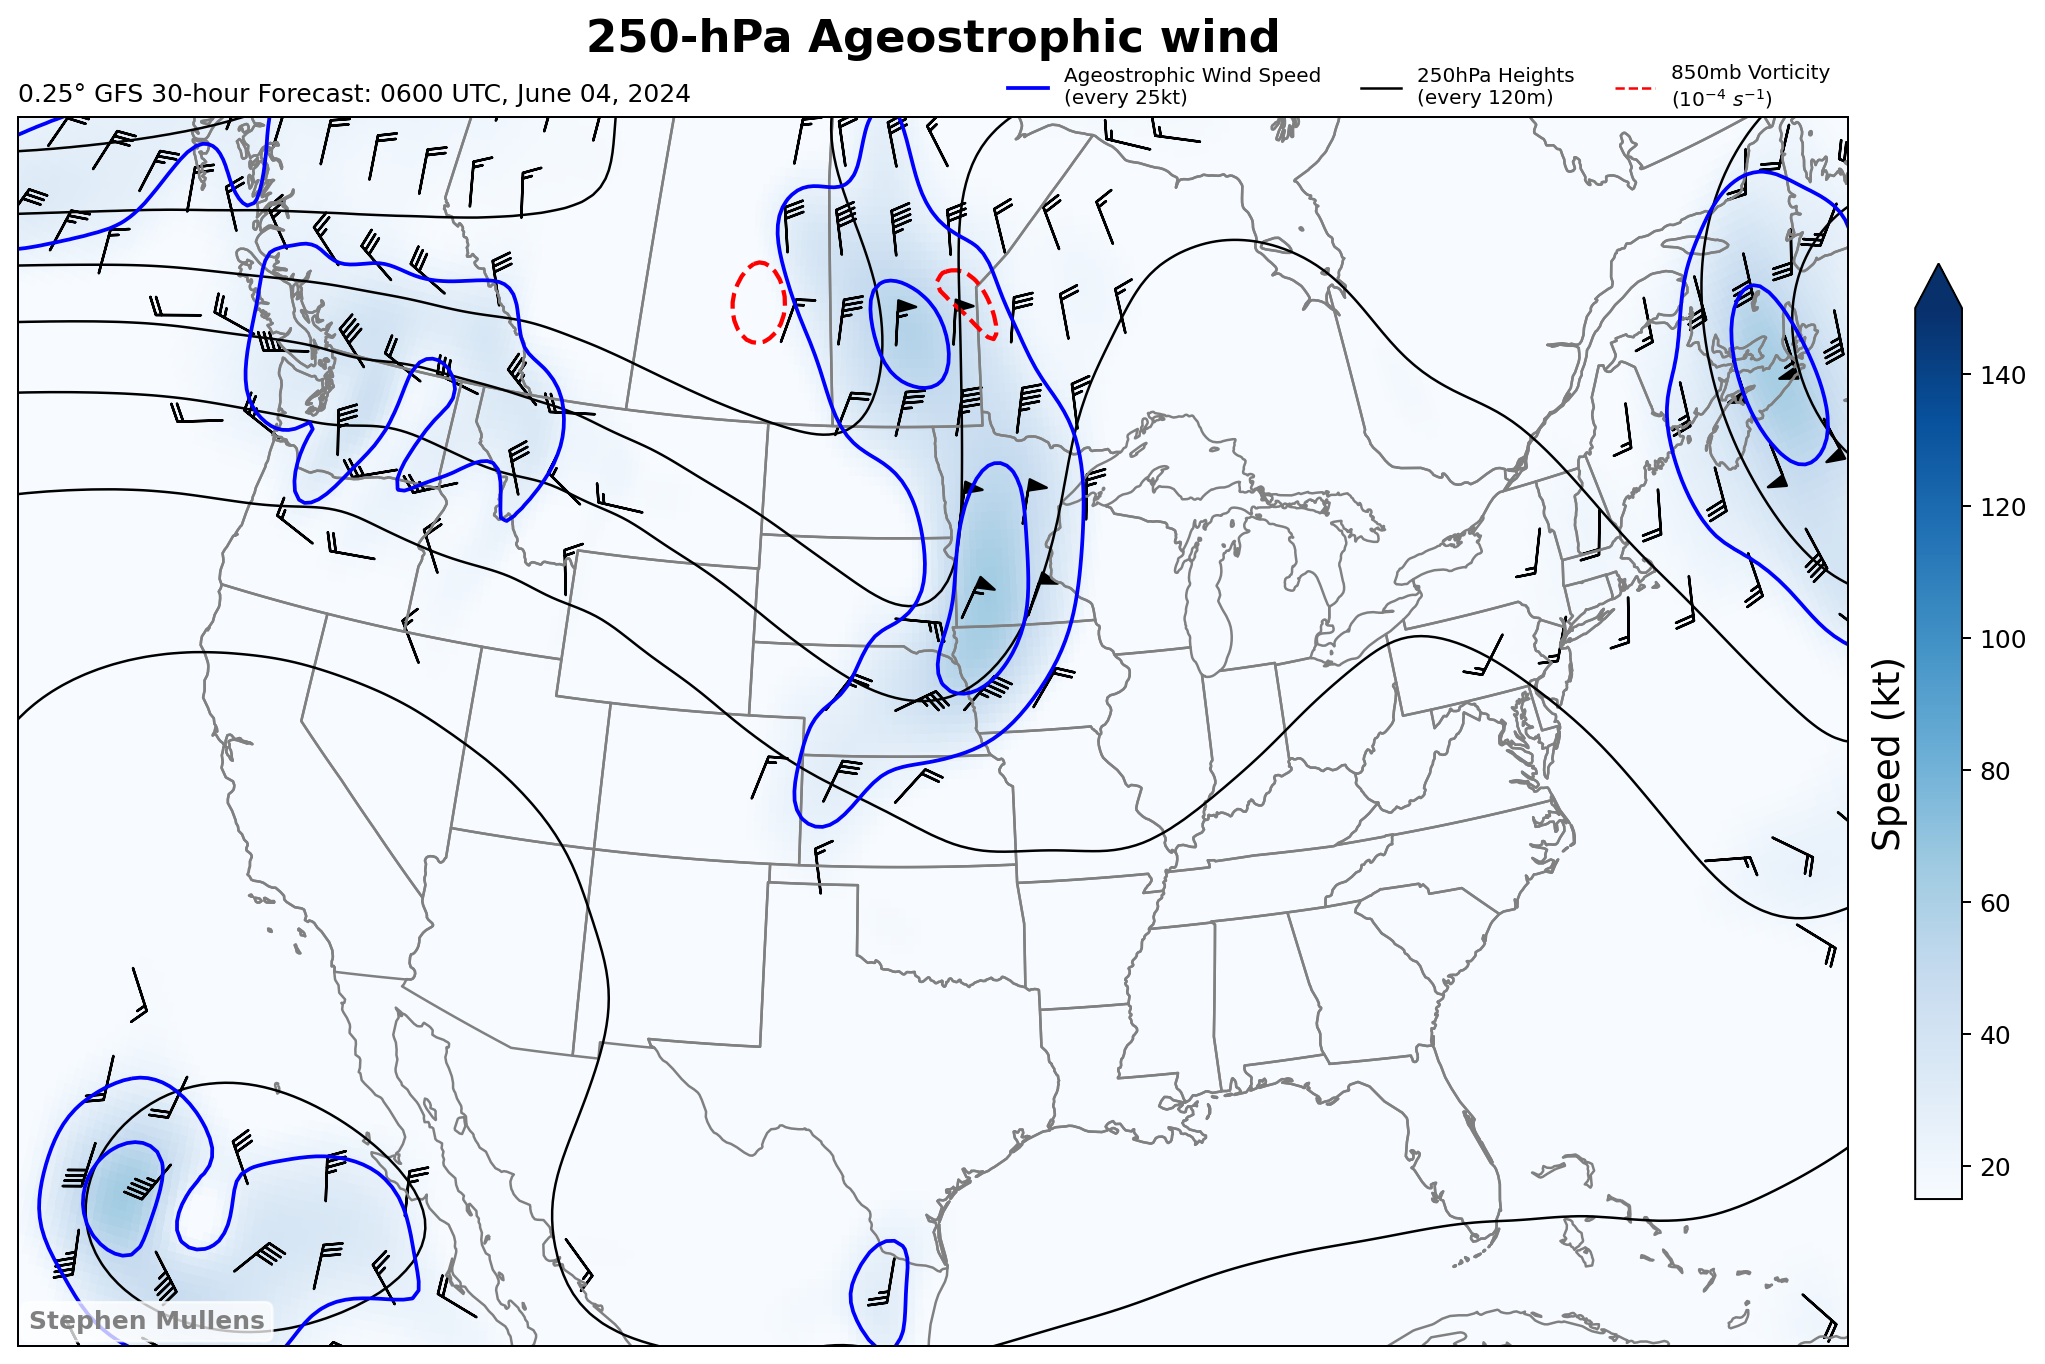 250-hPa Ageostrophic wind
0.25° GFS 30-hour Forecast: 0600 UTC, June 04, 2024
Ageostrophic Wind Speed
(every 25kt)
250hPa Heights
(every 120m)
850mb Vorticity
(10⁻⁴ s⁻¹)
140
120
100
80
60
40
20
Speed (kt)
Stephen Mullens